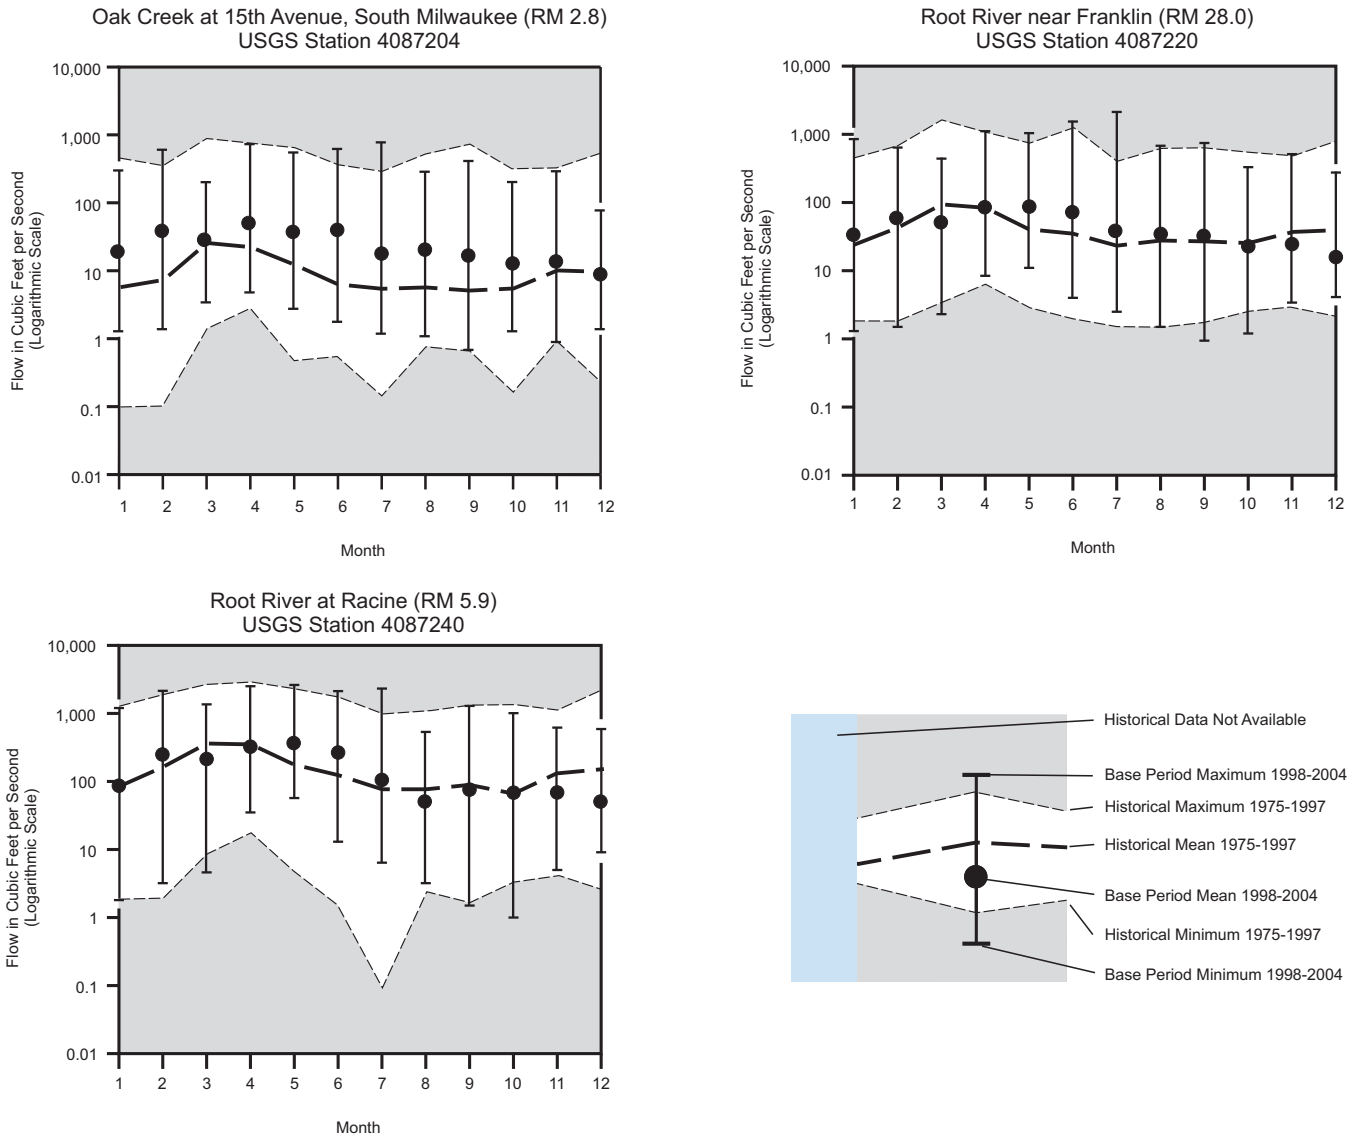 Oak Creek at 15th Avenue, South Milwaukee (RM 2.8)
USGS Station 4087204
10,000
1,000
100
10
1
0.1
0.01
Flow in Cubic Feet per Second
(Logarithmic Scale)
1 2 3 4 5 6 7 8 9 10 11 12
Month
Root River near Franklin (RM 28.0)
USGS Station 4087220
10,000
1,000
100
10
1
0.1
0.01
Flow in Cubic Feet per Second
(Logarithmic Scale)
1 2 3 4 5 6 7 8 9 10 11 12
Month
Root River at Racine (RM 5.9)
USGS Station 4087240
10,000
1,000
100
10
1
0.1
0.01
Flow in Cubic Feet per Second
(Logarithmic Scale)
1 2 3 4 5 6 7 8 9 10 11 12
Month
Historical Data Not Available
Base Period Maximum 1998-2004
Historical Maximum 1975-1997
Historical Mean 1975-1997
Base Period Mean 1998-2004
Historical Minimum 1975-1997
Base Period Minimum 1998-2004